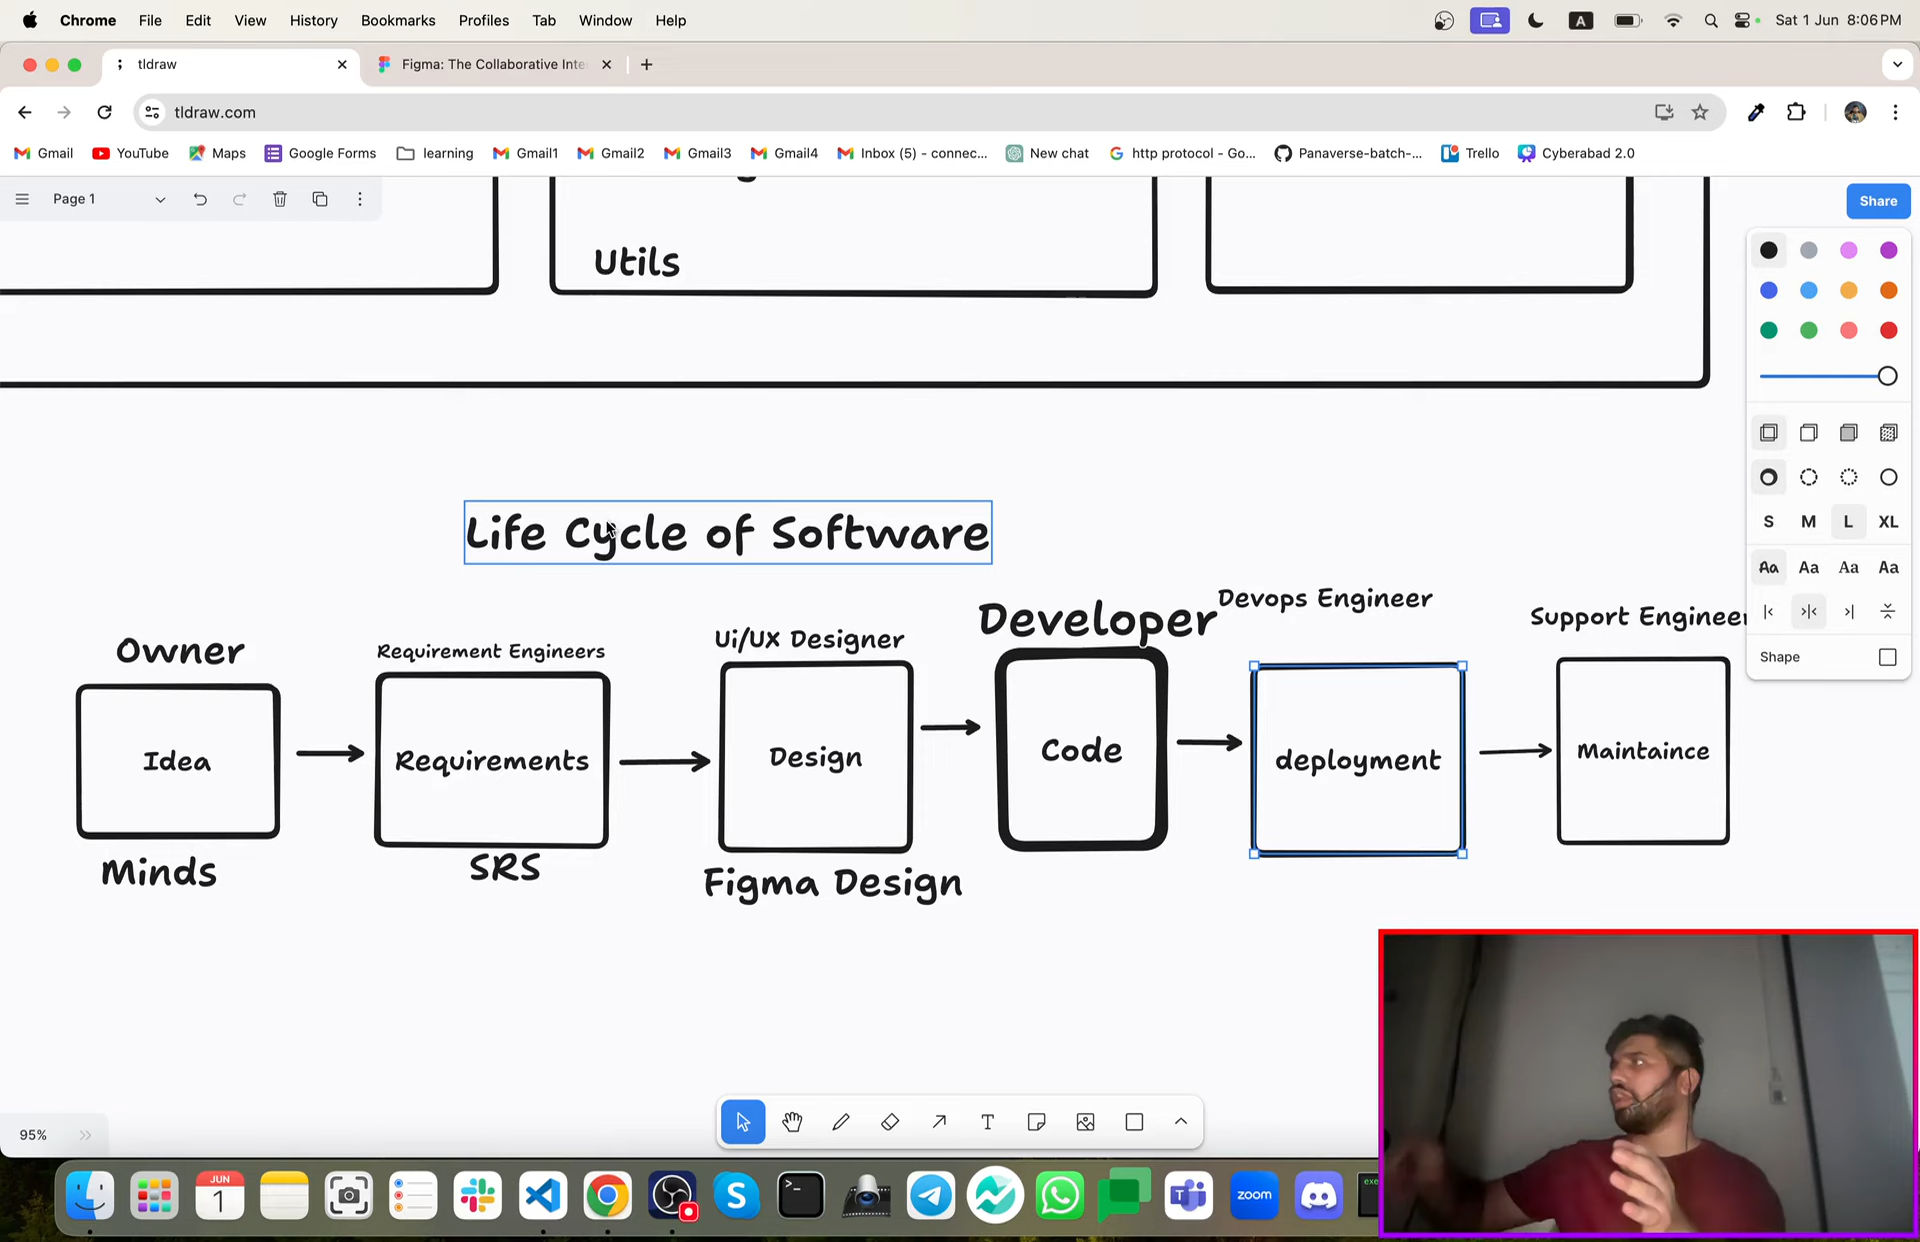 Chrome File Edit View History Bookmarks Profiles Tab Window Help
A Sat 1 Jun 8:06 PM
tldraw
Figma: The Collaborative Inte
tldraw.com
Gmail YouTube Maps Google Forms learning Gmail1 Gmail2 Gmail3 Gmail4 Inbox (5) - connec... New chat http protocol - Go... Panaverse-batch-... Trello Cyberabad 2.0
Page 1
Share
Utils
S M L XL
Aa Aa Aa Aa
Shape
Life Cycle of Software
Owner
Requirement Engineers
Ui/UX Designer
Developer
Devops Engineer
Support Engineer
Idea
Requirements
Design
Code
deployment
Maintaince
Minds
SRS
Figma Design
T
95%
JUN
1
S
zoom
exe